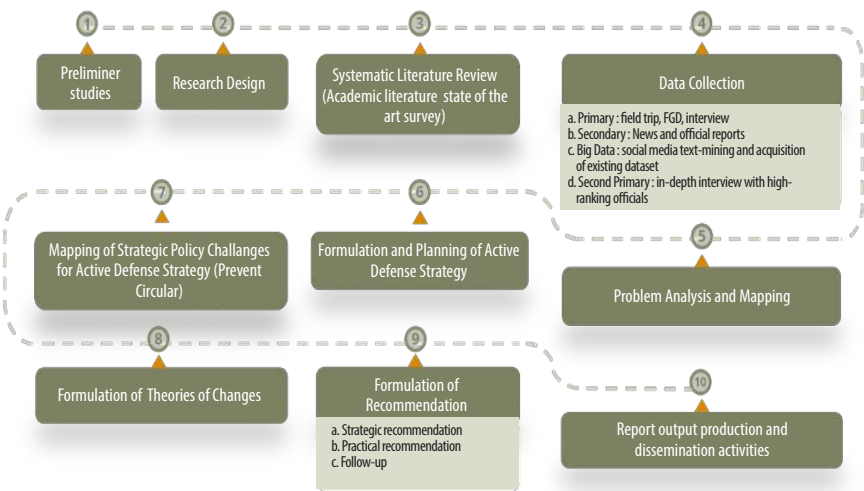 1
Preliminer
studies
2
Research Design
3
Systematic Literature Review
(Academic literature state of the
art survey)
4
Data Collection
a. Primary : field trip, FGD, interview
b. Secondary : News and official reports
c. Big Data : social media text-mining and acquisition
of existing dataset
d. Second Primary : in-depth interview with high-
ranking officials
5
Problem Analysis and Mapping
6
Formulation and Planning of Active
Defense Strategy
7
Mapping of Strategic Policy Challanges
for Active Defense Strategy (Prevent
Circular)
8
Formulation of Theories of Changes
9
Formulation of
Recommendation
a. Strategic recommendation
b. Practical recommendation
c. Follow-up
10
Report output production and
dissemination activities